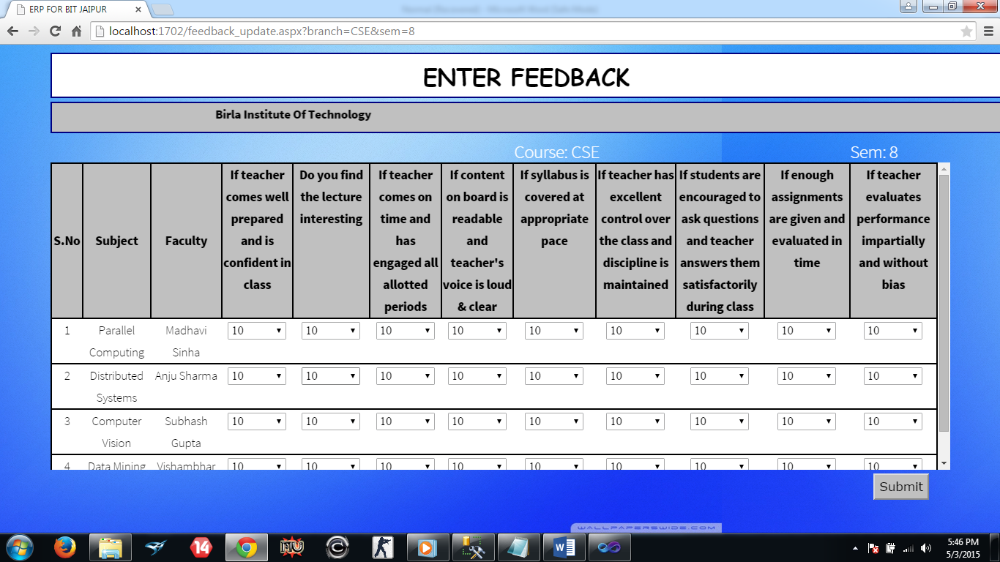 ERP FOR BIT JAIPUR
localhost:1702/feedback_update.aspx?branch=CSE&sem=8
ENTER FEEDBACK
Birla Institute Of Technology
Course: CSE Sem: 8
S.No
Subject
Faculty
If teacher
comes well
prepared
and is
confident in
class
Do you find
the lecture
interesting
If teacher
comes on
time and
has
engaged all
allotted
periods
If content
on board is
readable
and
teacher's
voice is loud
& clear
If syllabus is
covered at
appropriate
pace
If teacher has
excellent
control over
the class and
discipline is
maintained
If students are
encouraged to
ask questions
and teacher
answers them
satisfactorily
during class
If enough
assignments
are given and
evaluated in
time
If teacher
evaluates
performance
impartially
and without
bias
1 Parallel Madhavi 10 10 10 10 10 10 10 10 10
Computing Sinha
2 Distributed Anju Sharma 10 10 10 10 10 10 10 10 10
Systems
3 Computer Subhash 10 10 10 10 10 10 10 10 10
Vision Gupta
4 Data Mining Vishambhar 10 10 10 10 10 10 10 10 10
Submit
WALLPAPERSWIDE.COM
14
MU
C
W
5:46 PM
5/3/2015